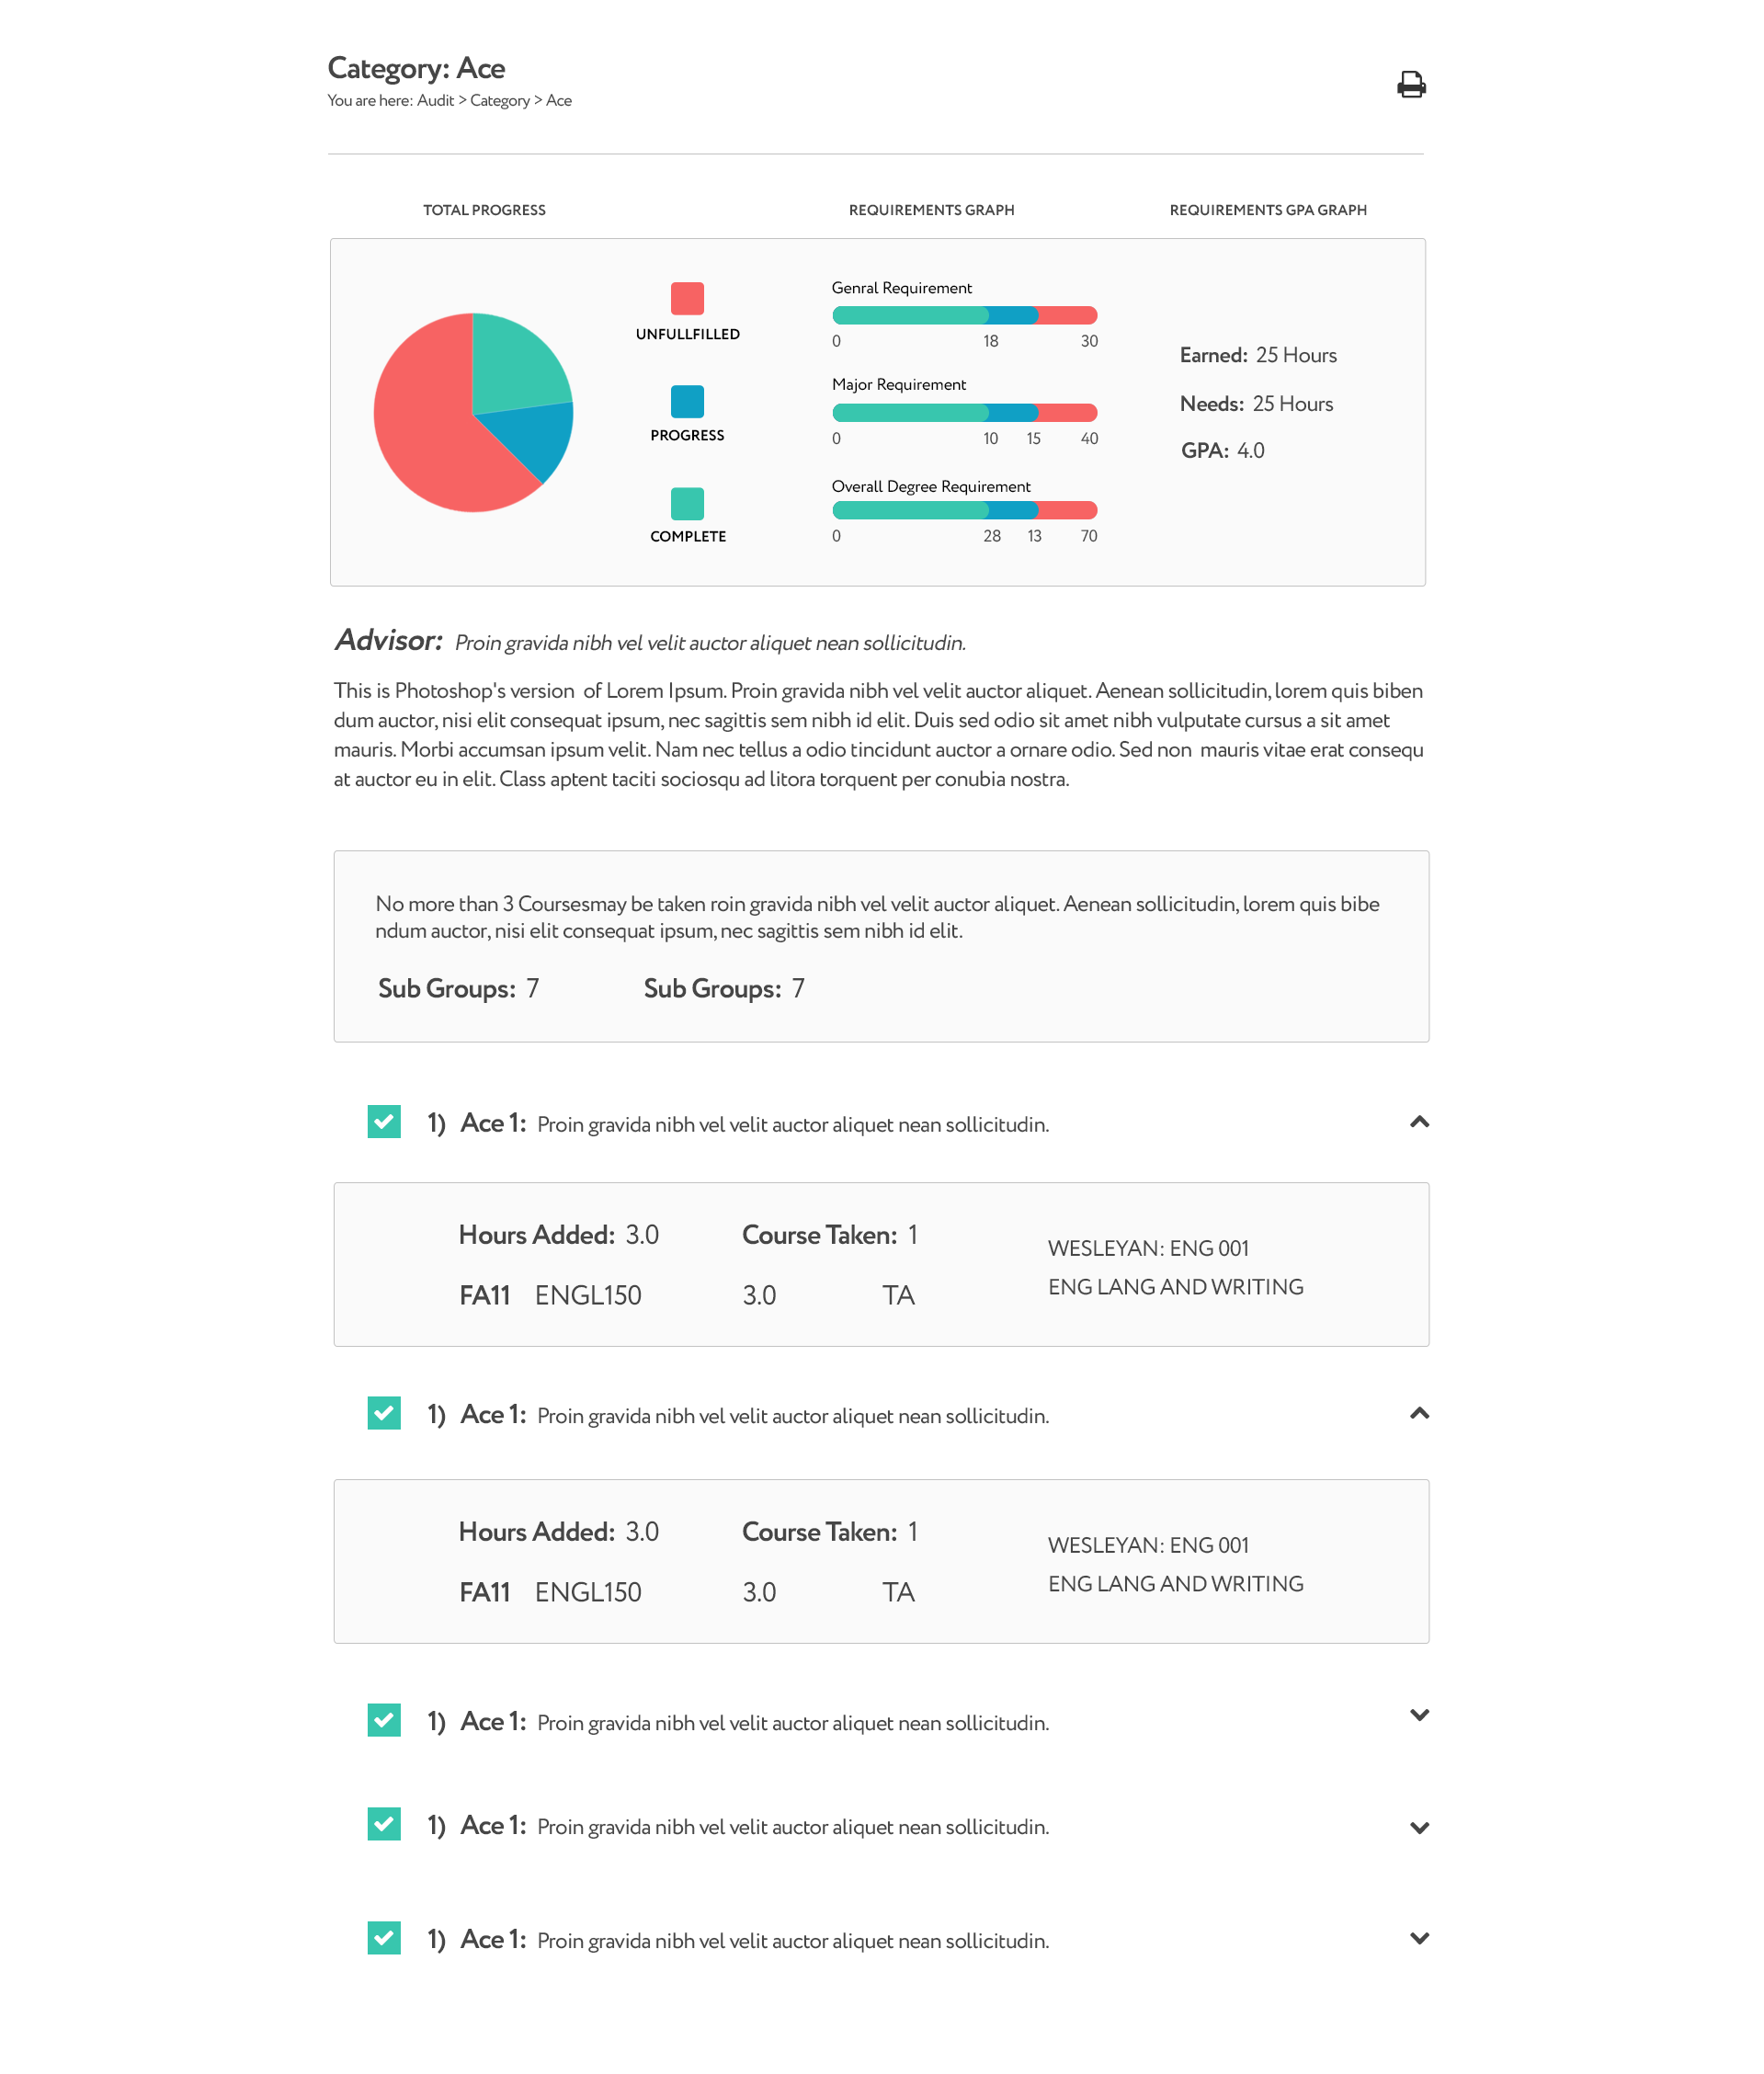 Category: Ace
You are here: Audit > Category > Ace
TOTAL PROGRESS
REQUIREMENTS GRAPH
REQUIREMENTS GPA GRAPH
UNFULLFILLED
PROGRESS
COMPLETE
Genral Requirement
0 18 30
Major Requirement
0 10 15 40
Overall Degree Requirement
0 28 13 70
Earned: 25 Hours
Needs: 25 Hours
GPA: 4.0
Advisor: Proin gravida nibh vel velit auctor aliquet nean sollicitudin.
This is Photoshop's version of Lorem Ipsum. Proin gravida nibh vel velit auctor aliquet. Aenean sollicitudin, lorem quis biben
dum auctor, nisi elit consequat ipsum, nec sagittis sem nibh id elit. Duis sed odio sit amet nibh vulputate cursus a sit amet
mauris. Morbi accumsan ipsum velit. Nam nec tellus a odio tincidunt auctor a ornare odio. Sed non mauris vitae erat consequ
at auctor eu in elit. Class aptent taciti sociosqu ad litora torquent per conubia nostra.
No more than 3 Coursesmay be taken roin gravida nibh vel velit auctor aliquet. Aenean sollicitudin, lorem quis bibe
ndum auctor, nisi elit consequat ipsum, nec sagittis sem nibh id elit.
Sub Groups: 7 Sub Groups: 7
1) Ace 1: Proin gravida nibh vel velit auctor aliquet nean sollicitudin.
Hours Added: 3.0 Course Taken: 1
FA11 ENGL150 3.0 TA
WESLEYAN: ENG 001
ENG LANG AND WRITING
1) Ace 1: Proin gravida nibh vel velit auctor aliquet nean sollicitudin.
Hours Added: 3.0 Course Taken: 1
FA11 ENGL150 3.0 TA
WESLEYAN: ENG 001
ENG LANG AND WRITING
1) Ace 1: Proin gravida nibh vel velit auctor aliquet nean sollicitudin.
1) Ace 1: Proin gravida nibh vel velit auctor aliquet nean sollicitudin.
1) Ace 1: Proin gravida nibh vel velit auctor aliquet nean sollicitudin.